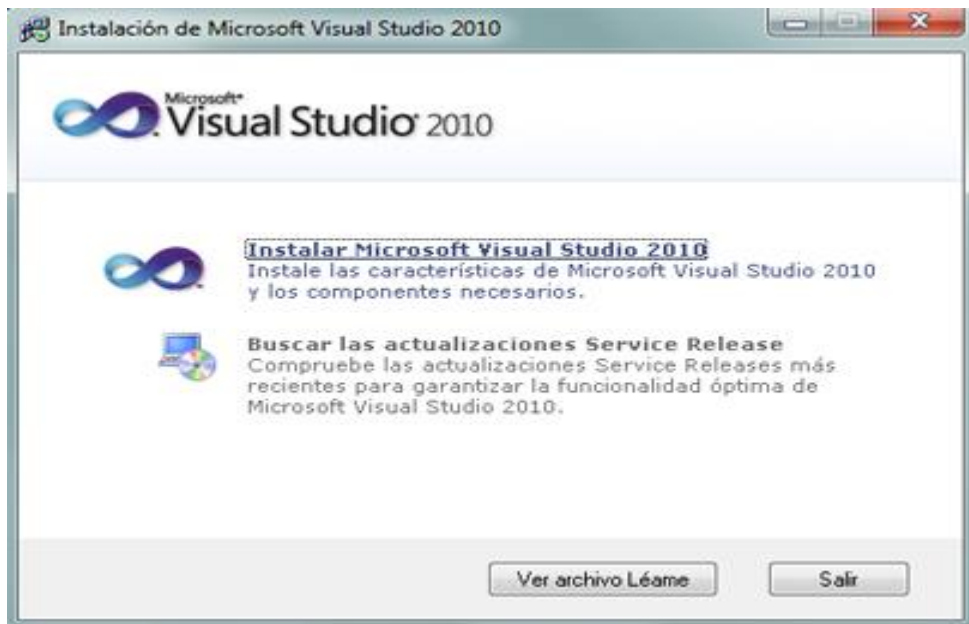 Instalación de Microsoft Visual Studio 2010
Microsoft®
Visual Studio® 2010
Instalar Microsoft Visual Studio 2010
Instale las características de Microsoft Visual Studio 2010
y los componentes necesarios.
Buscar las actualizaciones Service Release
Compruebe las actualizaciones Service Releases más
recientes para garantizar la funcionalidad óptima de
Microsoft Visual Studio 2010.
Ver archivo Léame
Salir